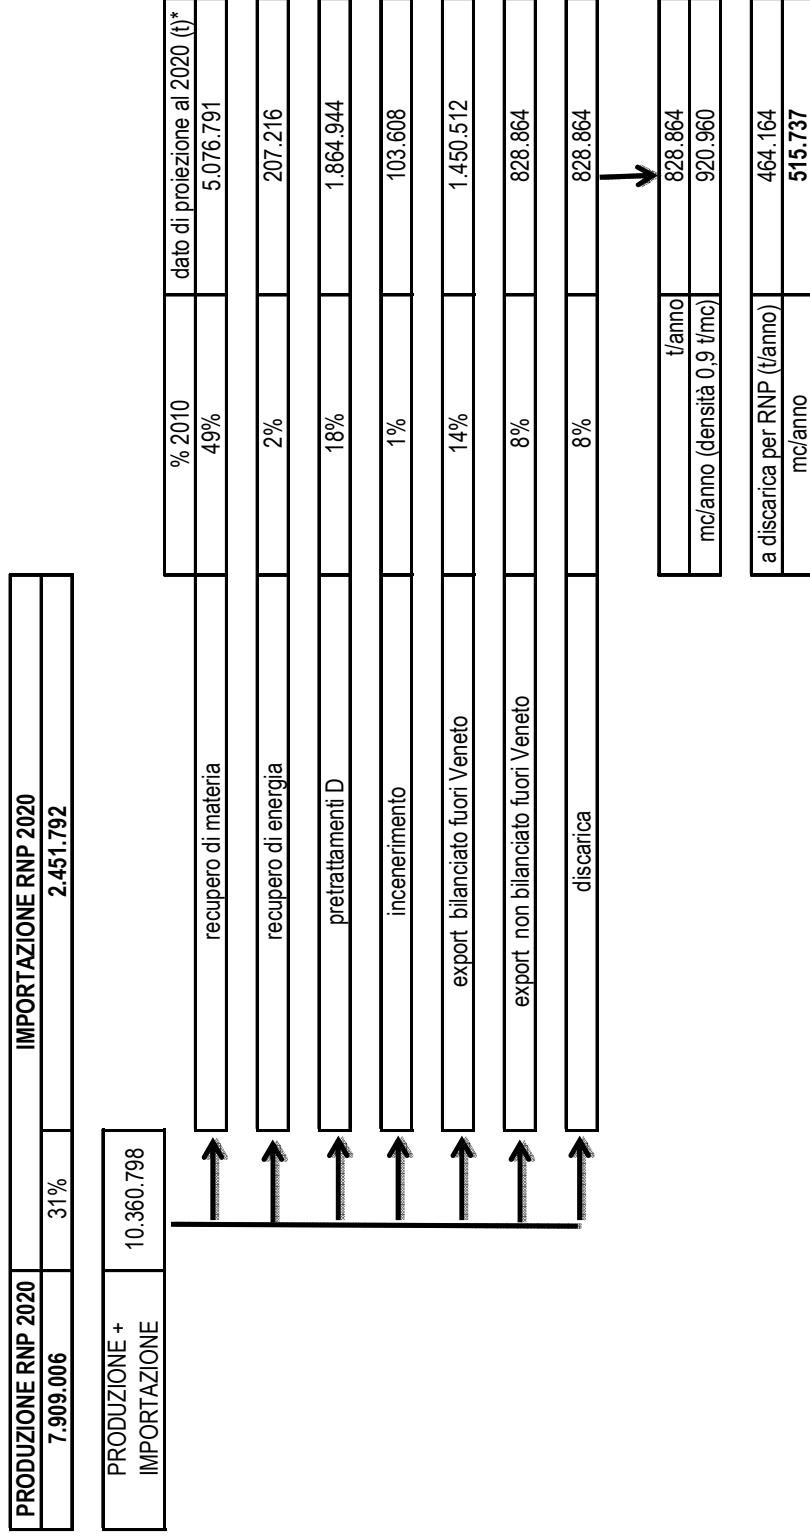 PRODUZIONE RNP 2020 IMPORTAZIONE RNP 2020
7.909.006 31% 2.451.792
PRODUZIONE +
IMPORTAZIONE 10.360.798
% 2010 dato di proiezione al 2020 (t)*
recupero di materia 49% 5.076.791
recupero di energia 2% 207.216
pretrattamenti D 18% 1.864.944
incenerimento 1% 103.608
export bilanciato fuori Veneto 14% 1.450.512
export non bilanciato fuori Veneto 8% 828.864
discarica 8% 828.864
t/anno 828.864
mc/anno (densità 0,9 t/mc) 920.960
a discarica per RNP (t/anno) 464.164
mc/anno 515.737